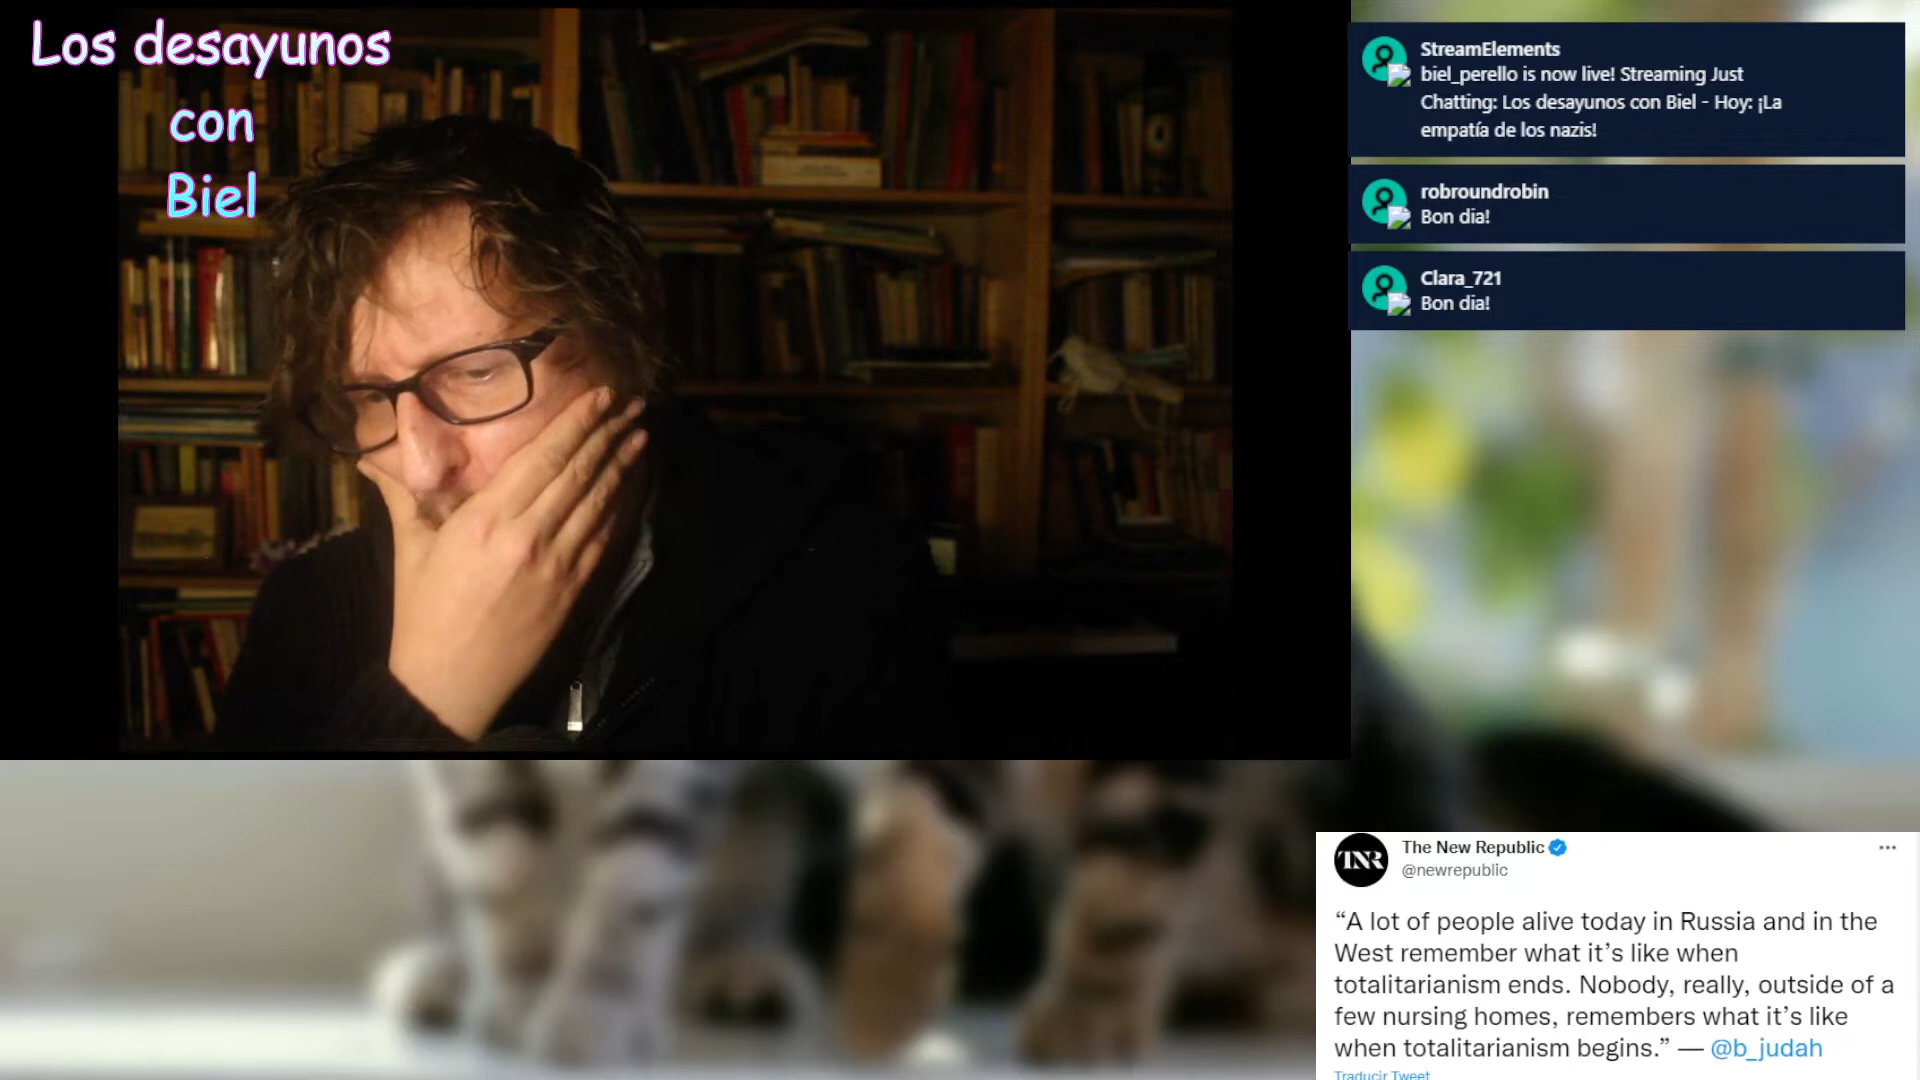 Los desayunos
con
Biel
StreamElements
biel_perello is now live! Streaming Just
Chatting: Los desayunos con Biel - Hoy: ¡La
empatía de los nazis!
robroundrobin
Bon dia!
Clara_721
Bon dia!
TNR
The New Republic
@newrepublic
“A lot of people alive today in Russia and in the
West remember what it’s like when
totalitarianism ends. Nobody, really, outside of a
few nursing homes, remembers what it’s like
when totalitarianism begins.” — @b_judah
Traducir Tweet